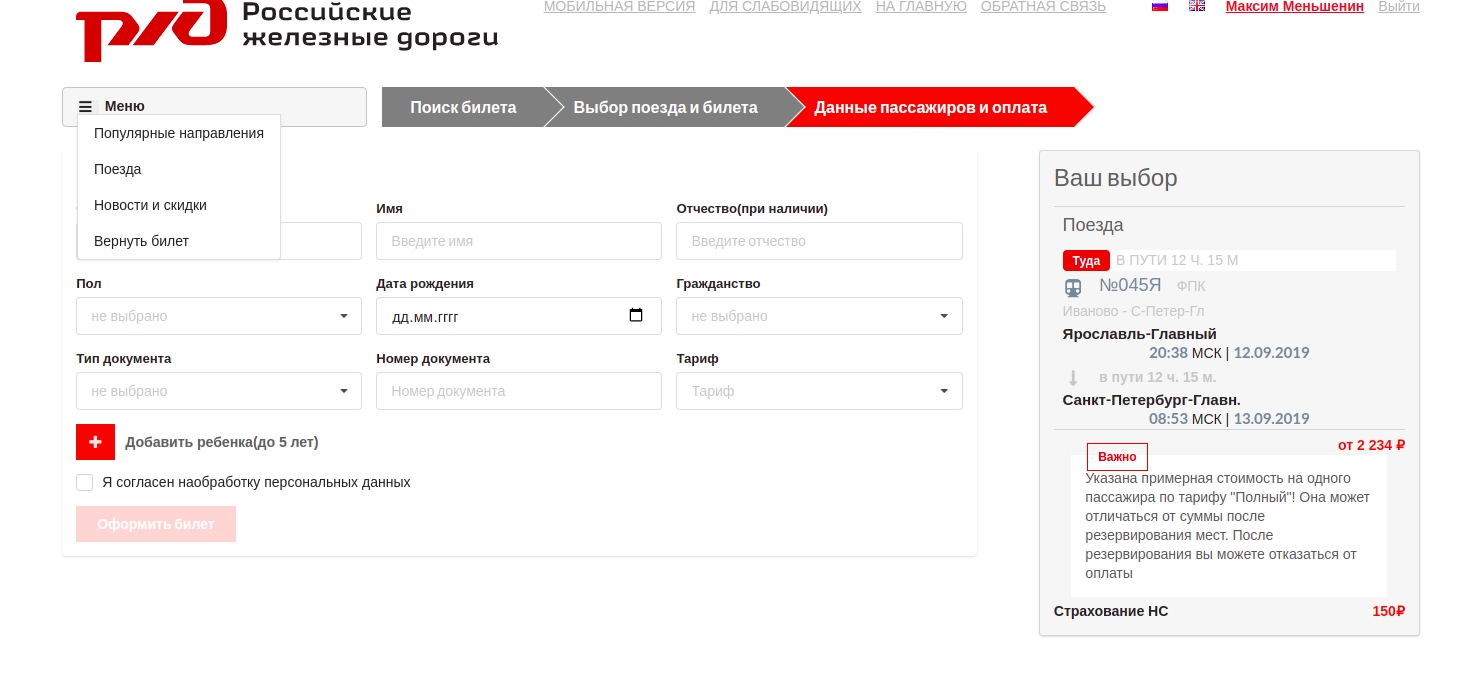 Российские
железные дороги
МОБИЛЬНАЯ ВЕРСИЯ ДЛЯ СЛАБОВИДЯЩИХ НА ГЛАВНУЮ ОБРАТНАЯ СВЯЗЬ Максим Меньшенин Выйти
Меню
Поиск билета
Выбор поезда и билета
Данные пассажиров и оплата
Популярные направления
Поезда
Новости и скидки
Вернуть билет
Имя
Введите имя
Отчество(при наличии)
Введите отчество
Пол
не выбрано
Дата рождения
дд.мм.гггг
Гражданство
не выбрано
Тип документа
не выбрано
Номер документа
Номер документа
Тариф
Тариф
Добавить ребенка(до 5 лет)
Я согласен наобработку персональных данных
Оформить билет
Ваш выбор
Поезда
Туда В ПУТИ 12 Ч. 15 М
№045Я ФПК
Иваново - С-Петер-Гл
Ярославль-Главный
20:38 МСК | 12.09.2019
в пути 12 ч. 15 м.
Санкт-Петербург-Главн.
08:53 МСК | 13.09.2019
от 2 234 ₽
Важно
Указана примерная стоимость на одного
пассажира по тарифу "Полный"! Она может
отличаться от суммы после
резервирования мест. После
резервирования вы можете отказаться от
оплаты
Страхование НС 150₽